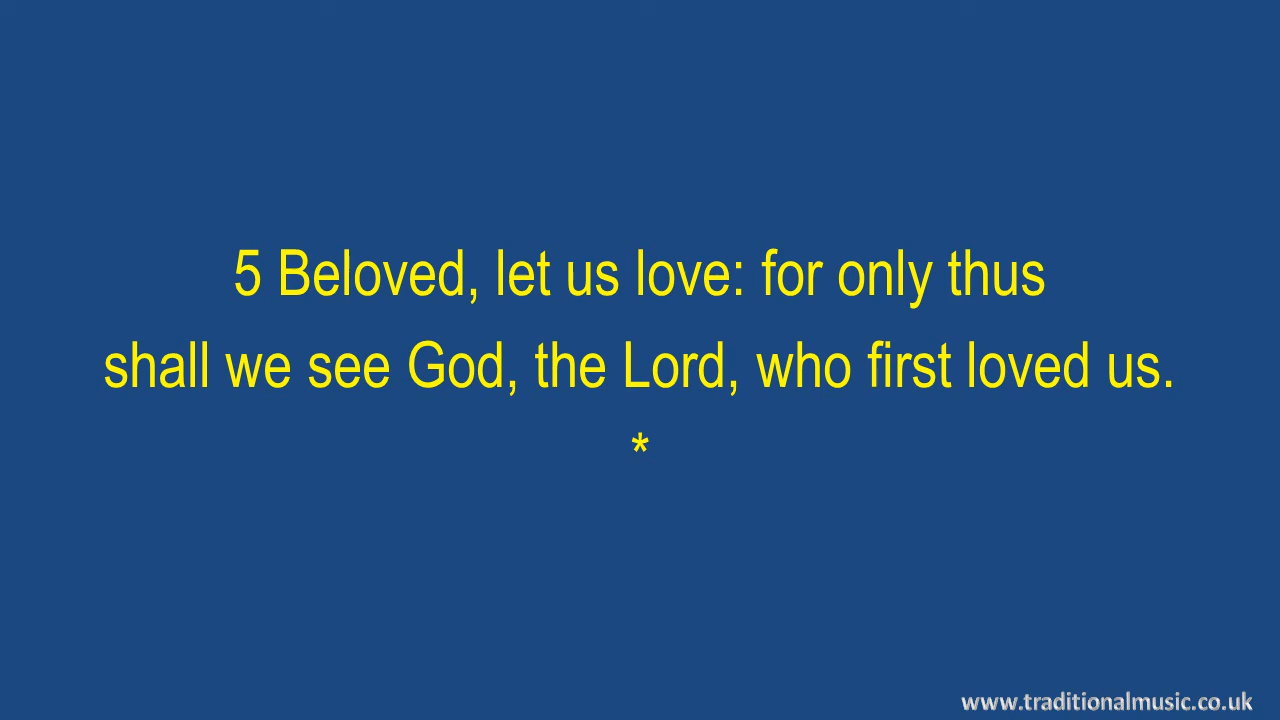 5 Beloved, let us love: for only thus
shall we see God, the Lord, who first loved us.
*
www.traditionalmusic.co.uk